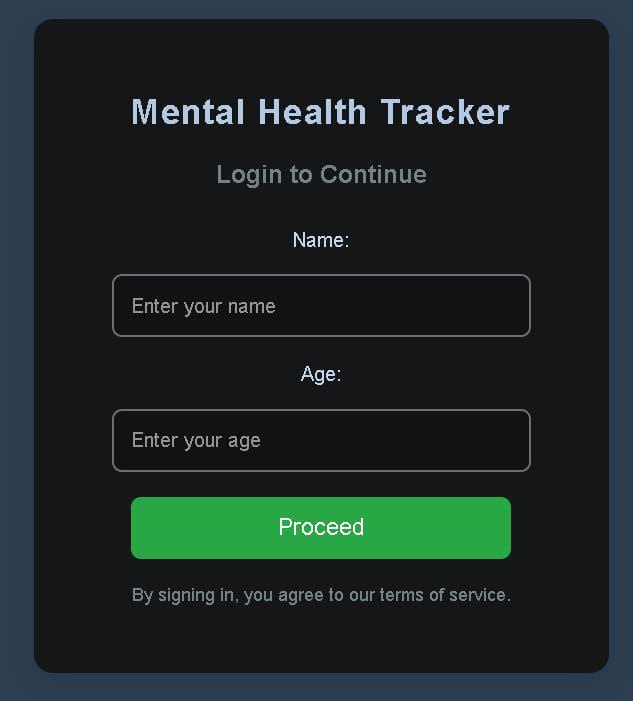 Mental Health Tracker
Login to Continue
Name:
Enter your name
Age:
Enter your age
Proceed
By signing in, you agree to our terms of service.